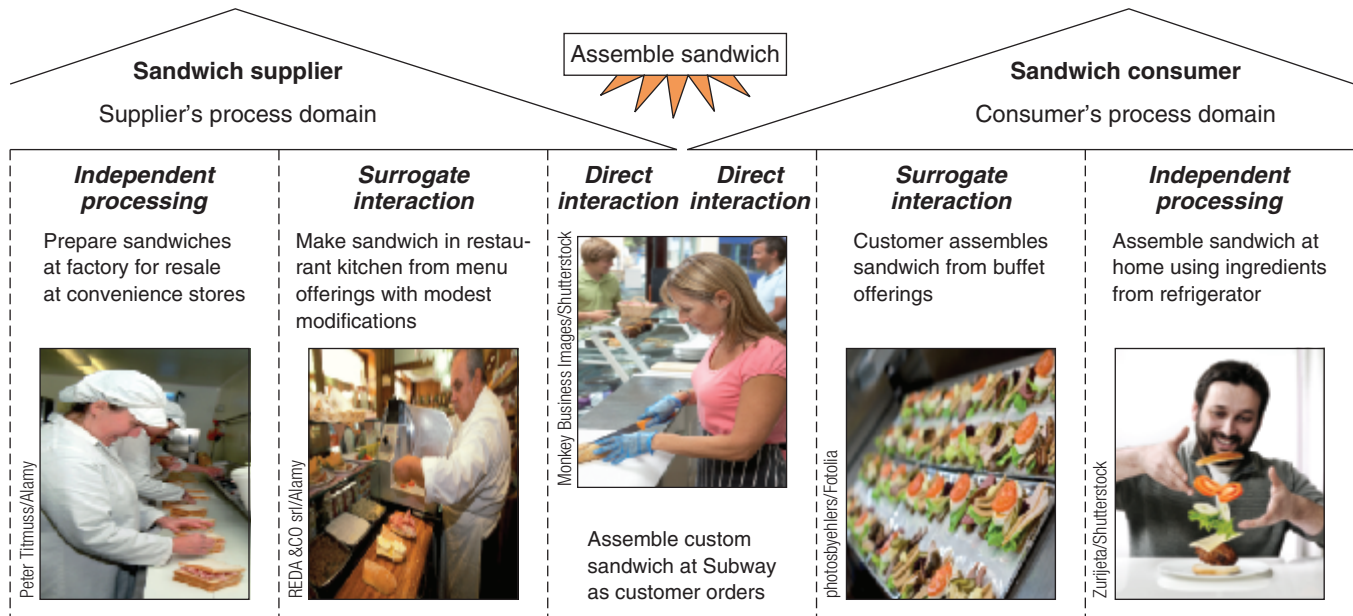 Assemble sandwich
Sandwich supplier
Supplier's process domain
Sandwich consumer
Consumer's process domain
Independent
processing
Prepare sandwiches
at factory for resale
at convenience stores
Peter Titmuss/Alamy
Surrogate
interaction
Make sandwich in restau-
rant kitchen from menu
offerings with modest
modifications
REDA &CO srl/Alamy
Direct
interaction
Direct
interaction
Monkey Business Images/Shutterstock
Assemble custom
sandwich at Subway
as customer orders
Surrogate
interaction
Customer assembles
sandwich from buffet
offerings
photosbyehlers/Fotolia
Independent
processing
Assemble sandwich at
home using ingredients
from refrigerator
Zurijeta/Shutterstock